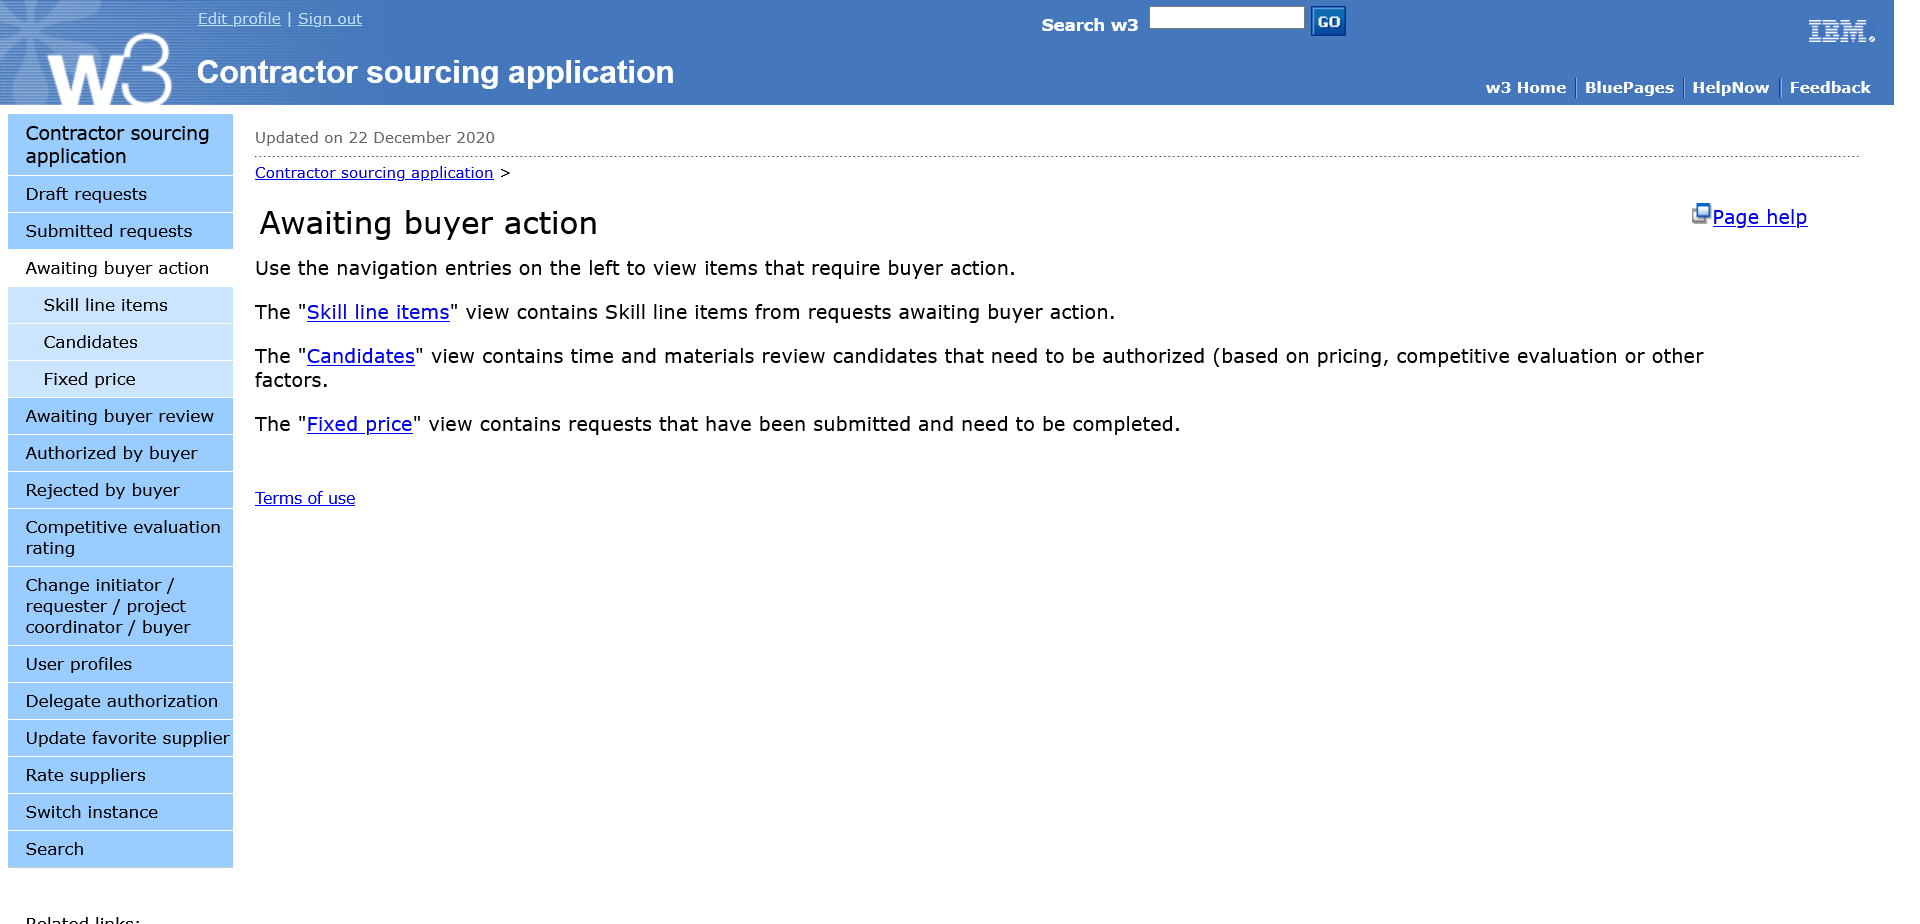 Edit profile | Sign out
Search w3 GO
IBM.
w3
Contractor sourcing application
w3 Home BluePages HelpNow Feedback
Contractor sourcing
application
Draft requests
Submitted requests
Awaiting buyer action
Skill line items
Candidates
Fixed price
Awaiting buyer review
Authorized by buyer
Rejected by buyer
Competitive evaluation
rating
Change initiator /
requester / project
coordinator / buyer
User profiles
Delegate authorization
Update favorite supplier
Rate suppliers
Switch instance
Search
Related links:
Updated on 22 December 2020
Contractor sourcing application >
Awaiting buyer action
Page help
Use the navigation entries on the left to view items that require buyer action.
The "Skill line items" view contains Skill line items from requests awaiting buyer action.
The "Candidates" view contains time and materials review candidates that need to be authorized (based on pricing, competitive evaluation or other
factors.
The "Fixed price" view contains requests that have been submitted and need to be completed.
Terms of use